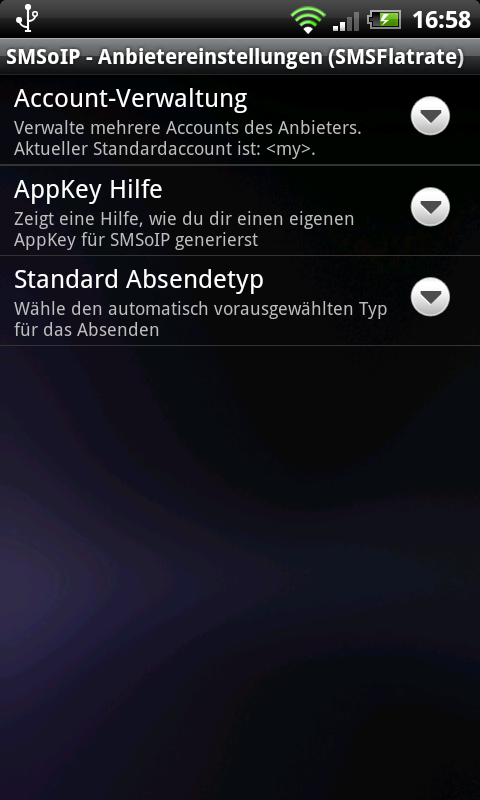 16:58
SMSoIP - Anbietereinstellungen (SMSFlatrate)
Account-Verwaltung
Verwalte mehrere Accounts des Anbieters.
Aktueller Standardaccount ist: <my>.
AppKey Hilfe
Zeigt eine Hilfe, wie du dir einen eigenen
AppKey für SMSoIP generierst
Standard Absendetyp
Wähle den automatisch vorausgewählten Typ
für das Absenden